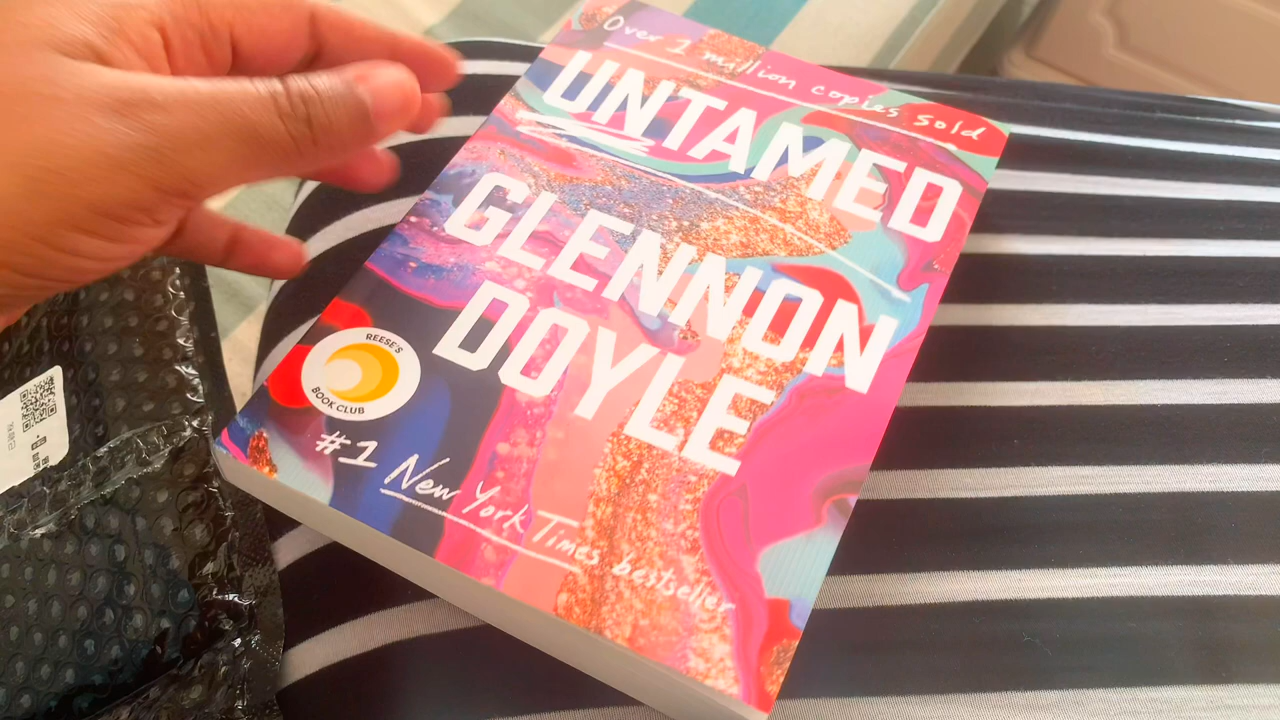 Over 1 million copies sold
UNTAMED
GLENNON
DOYLE
REESE'S
BOOK CLUB
#1 New York Times bestseller